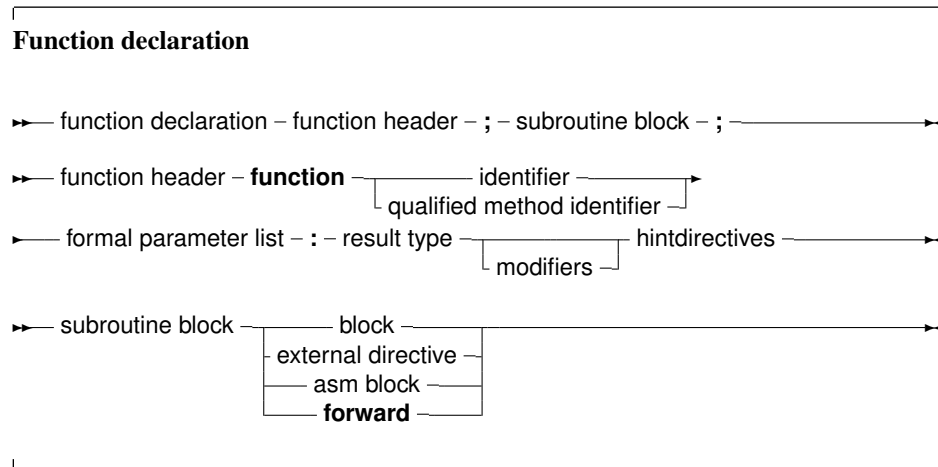 Function declaration
function declaration – function header – ; – subroutine block – ;
function header – function identifier
qualified method identifier
formal parameter list – : – result type hintdirectives
modifiers
subroutine block block
external directive
asm block
forward